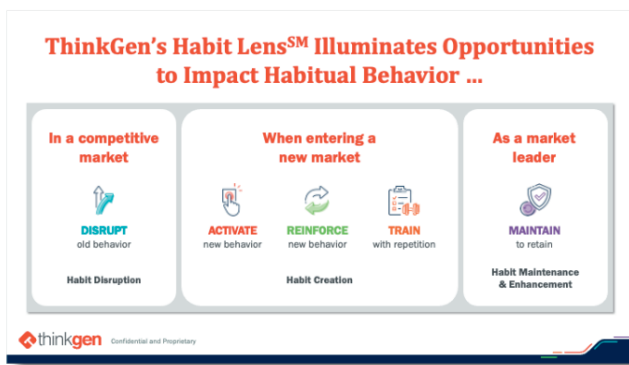 ThinkGen's Habit Lens℠ Illuminates Opportunities
to Impact Habitual Behavior ...
In a competitive
market
DISRUPT
old behavior
Habit Disruption
When entering a
new market
ACTIVATE
new behavior
REINFORCE
new behavior
TRAIN
with repetition
Habit Creation
As a market
leader
MAINTAIN
to retain
Habit Maintenance
& Enhancement
thinkgen
Confidential and Proprietary